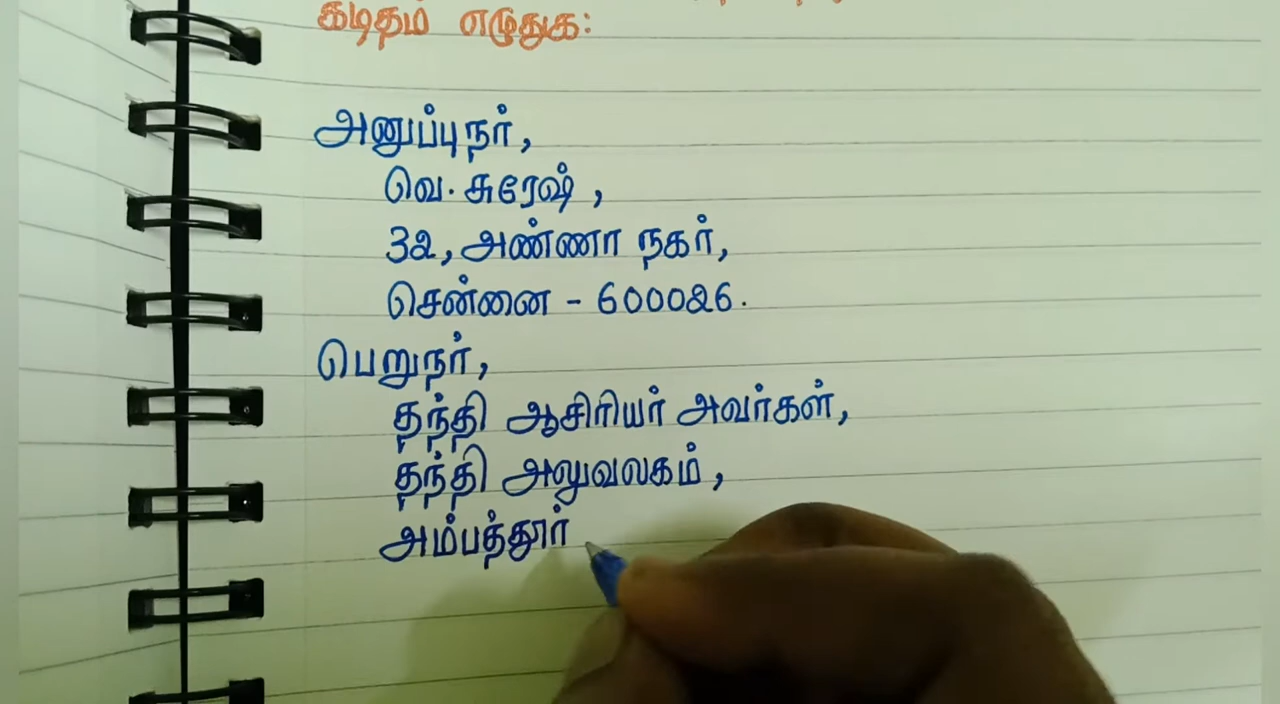 கடிதம் எழுதுக:
அனுப்புநர்,
வெ. சுரேஷ்,
32, அண்ணா நகர்,
சென்னை - 600026.
பெறுநர்,
தந்தி ஆசிரியர் அவர்கள்,
தந்தி அலுவலகம்,
அம்பத்தூர்